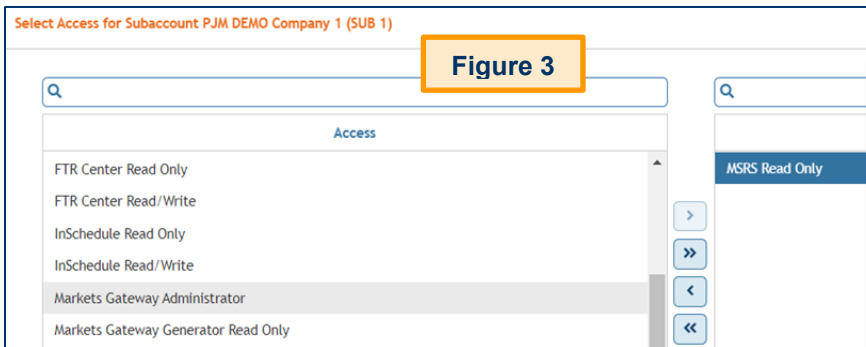 Select Access for Subaccount PJM DEMO Company 1 (SUB 1)
Figure 3
Access
FTR Center Read Only
FTR Center Read/Write
InSchedule Read Only
InSchedule Read/Write
Markets Gateway Administrator
Markets Gateway Generator Read Only
MSRS Read Only